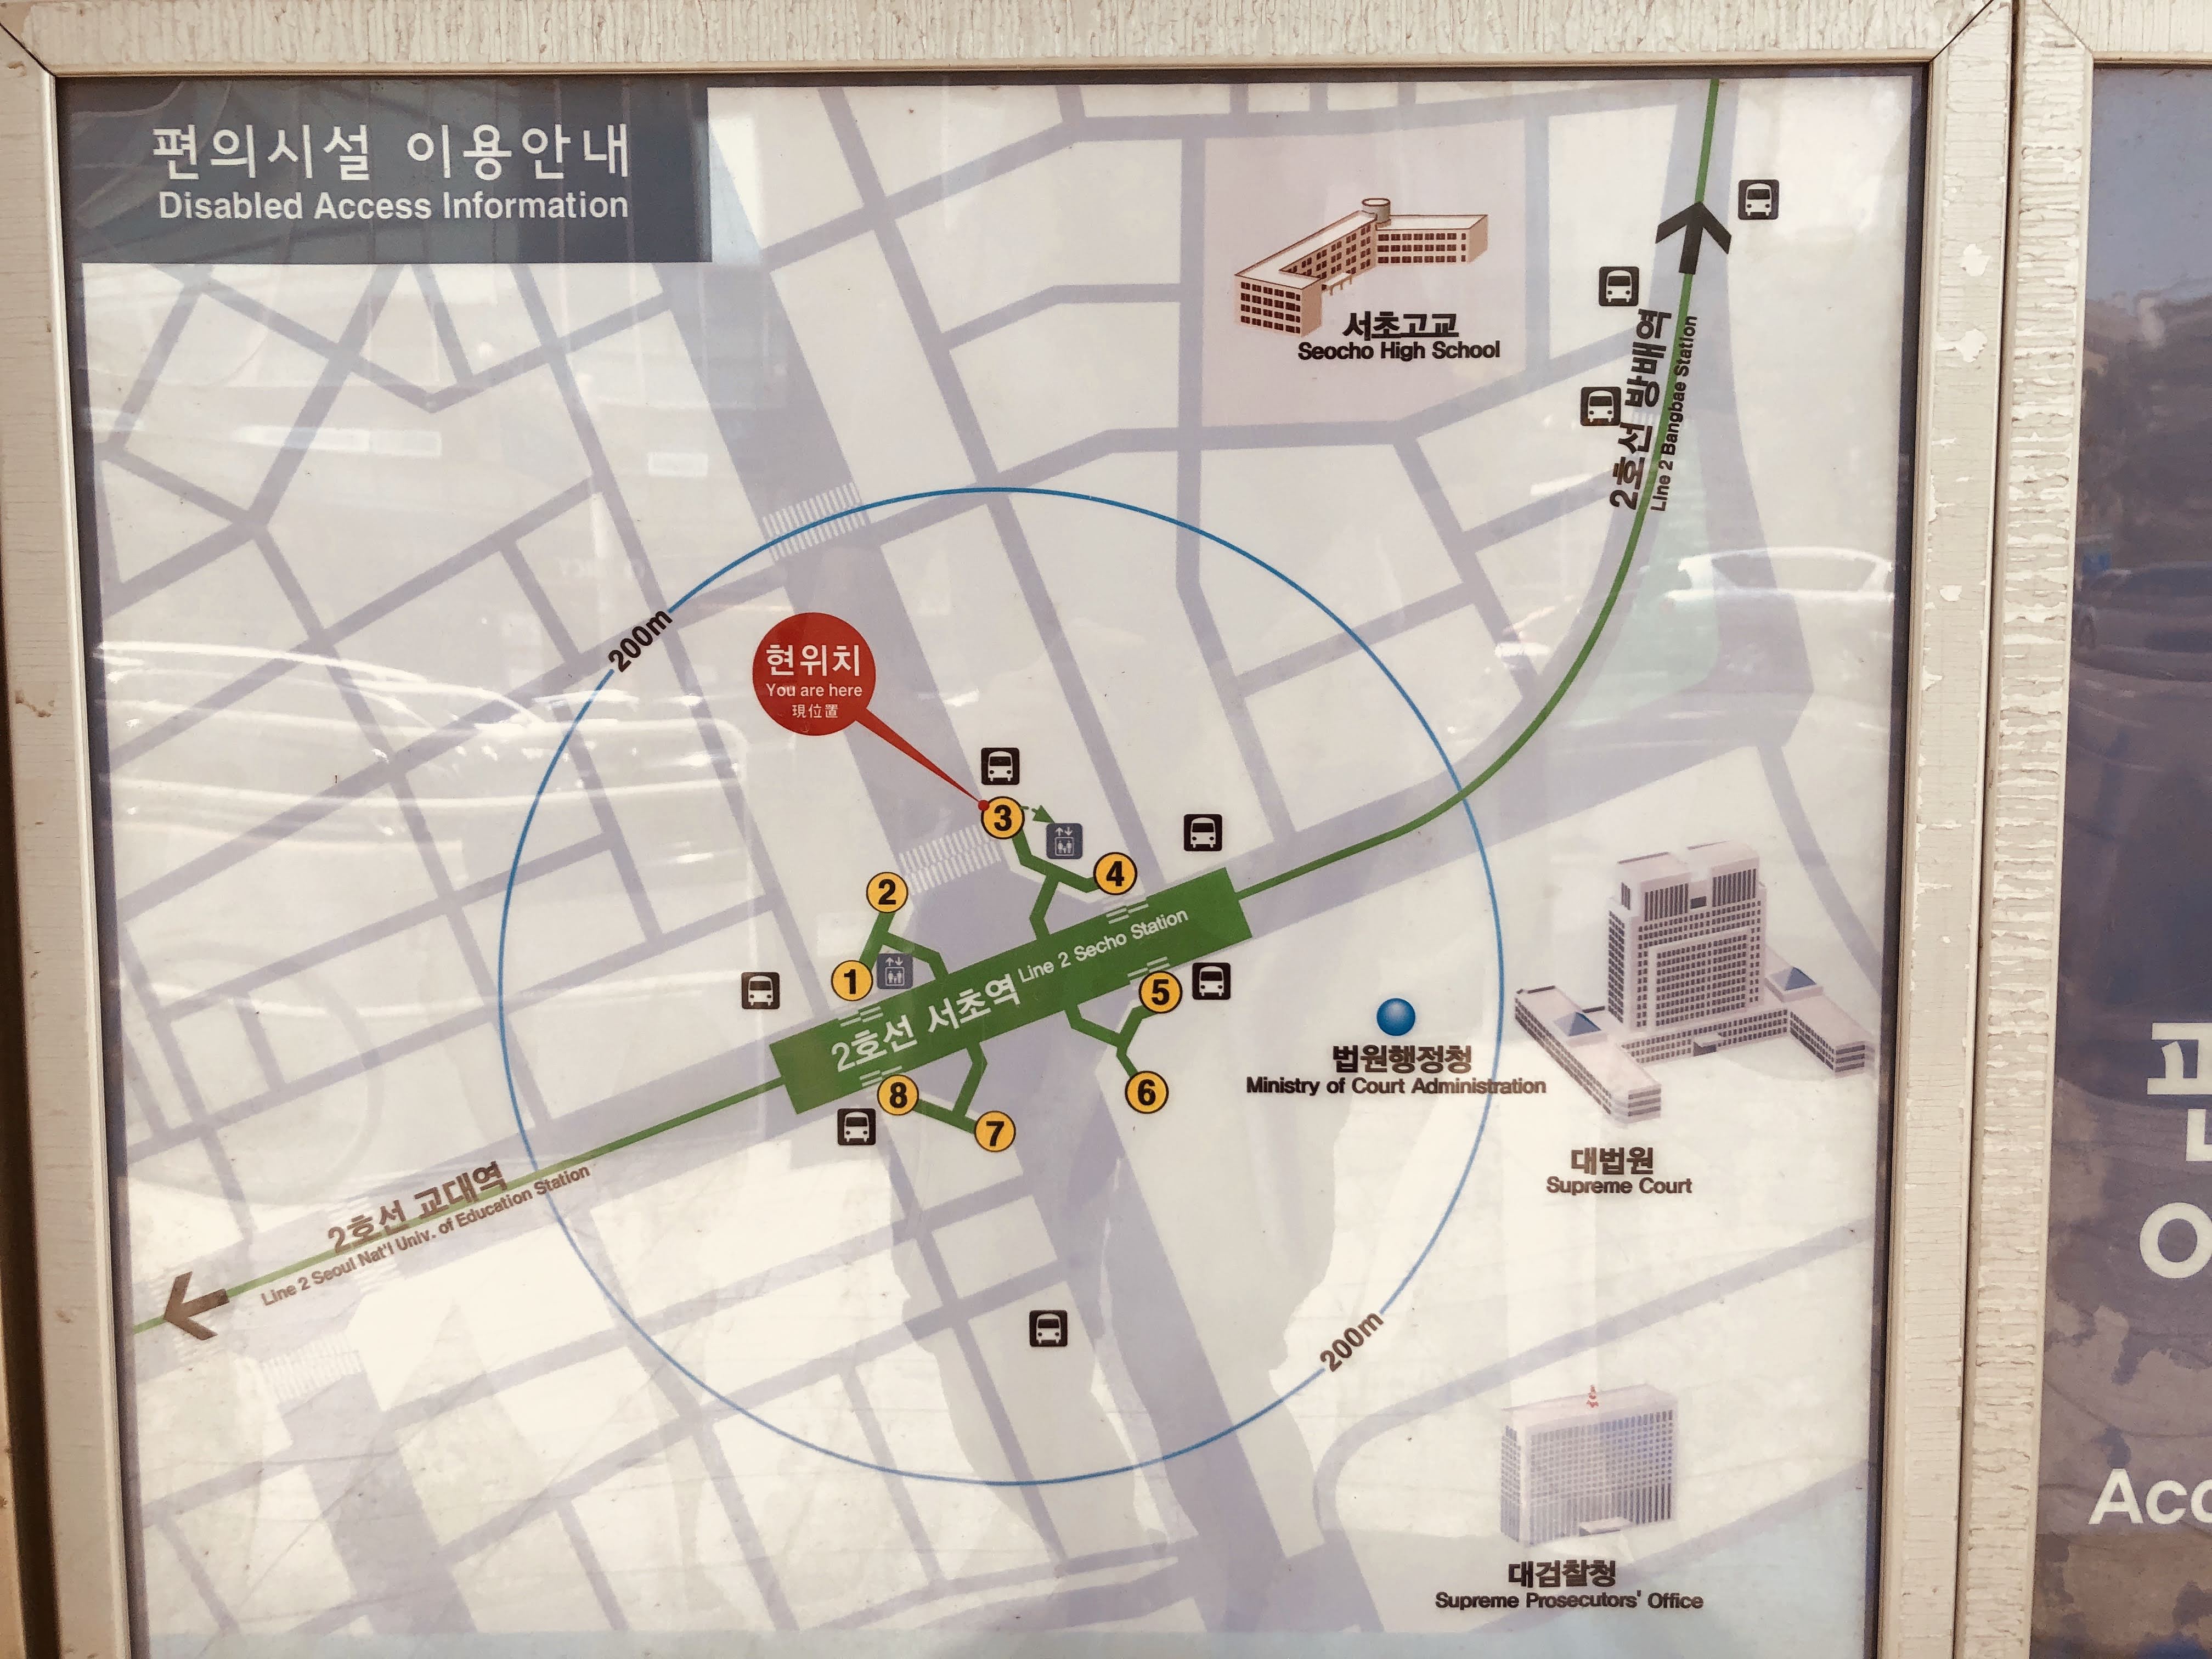 편의시설 이용안내
Disabled Access Information
서초고교
Seocho High School
2호선 방배역
Line 2 Bangbae Station
200m
현위치
You are here
現位置
3
4
2
1
2호선 서초역 Line 2 Secho Station
5
6
8
7
법원행정청
Ministry of Court Administration
대법원
Supreme Court
2호선 교대역
Line 2 Seoul Nat'l Univ. of Education Station
200m
대검찰청
Supreme Prosecutors' Office